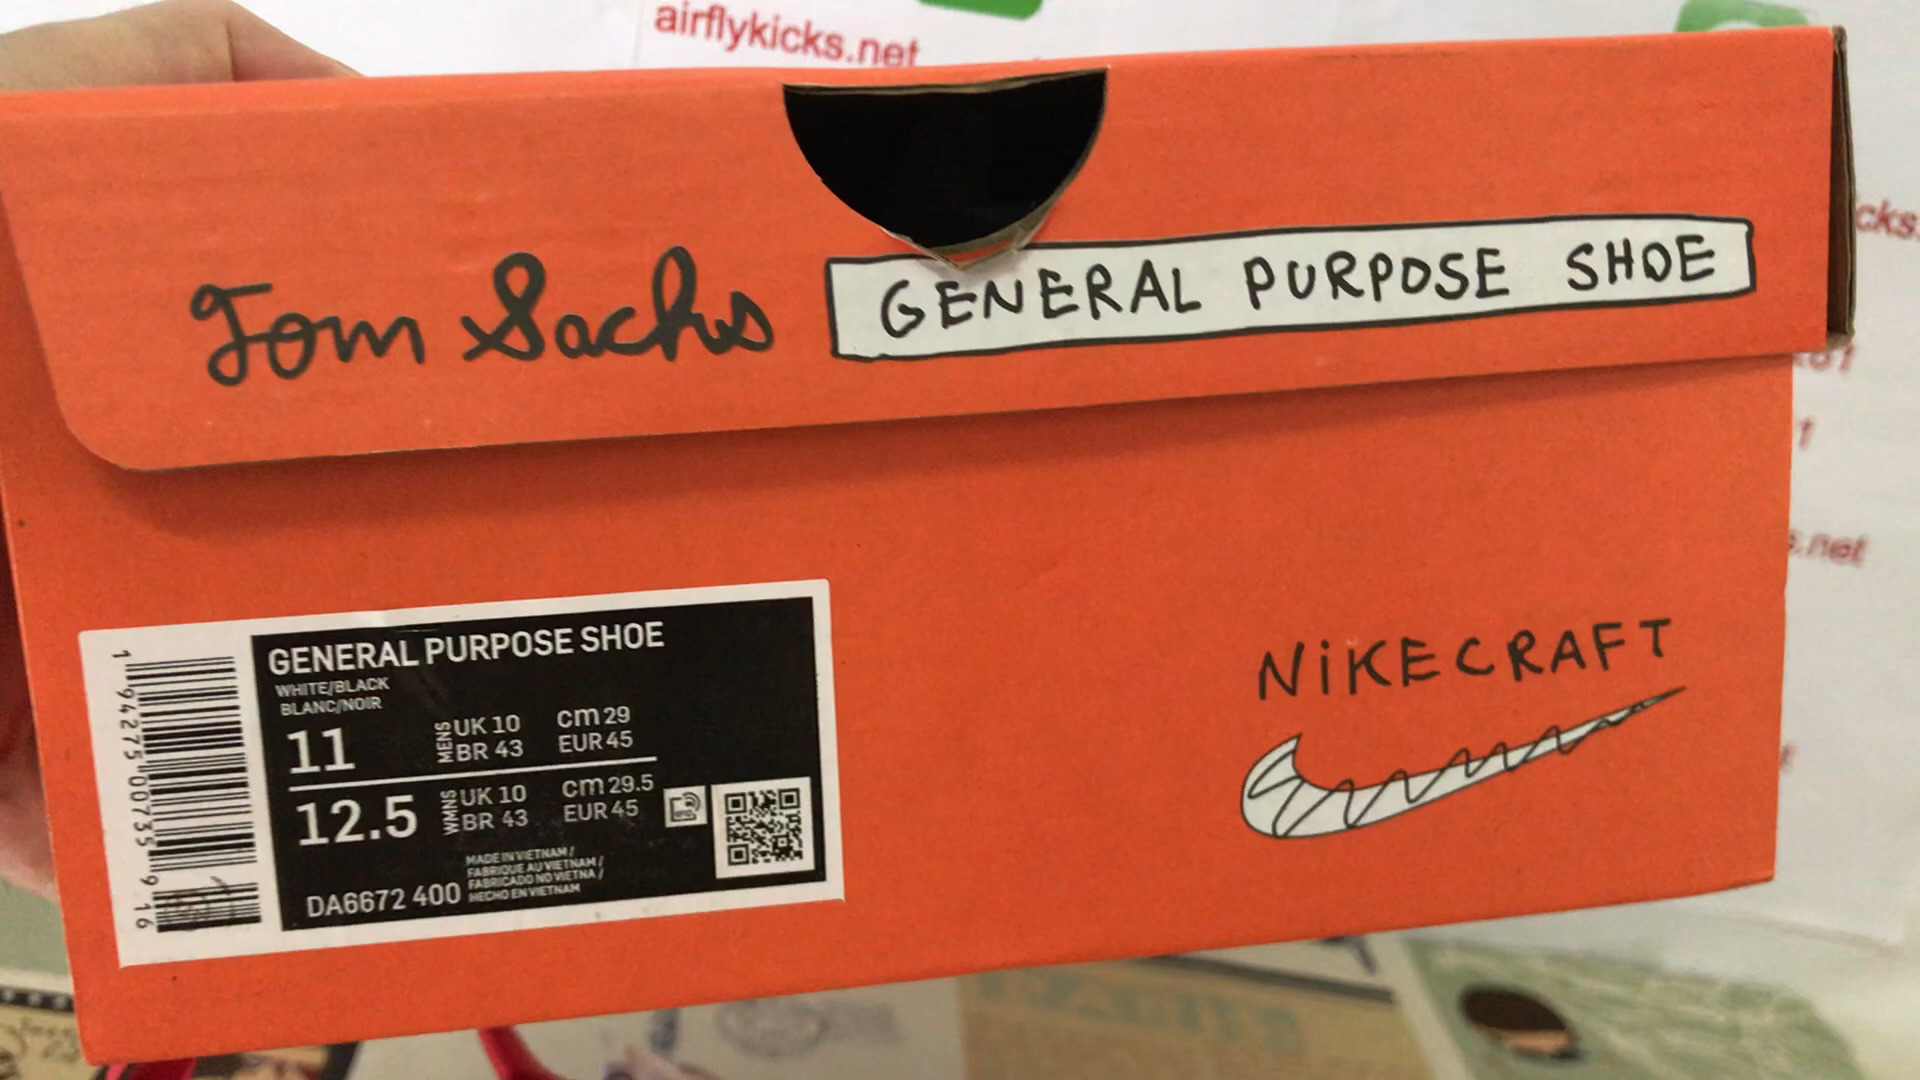 airflykicks.net
Tom Sachs
GENERAL PURPOSE SHOE
NiKECRAFT
GENERAL PURPOSE SHOE
WHITE/BLACK
BLANC/NOIR
11 MENS UK 10 cm 29
BR 43 EUR 45
12.5 WMNS UK 10 cm 29.5
BR 43 EUR 45
MADE IN VIETNAM /
FABRIQUE AU VIETNAM /
FABRICADO NO VIETNA /
HECHO EN VIETNAM
DA6672 400
1 94275 00735 9 16
cks.
s.net